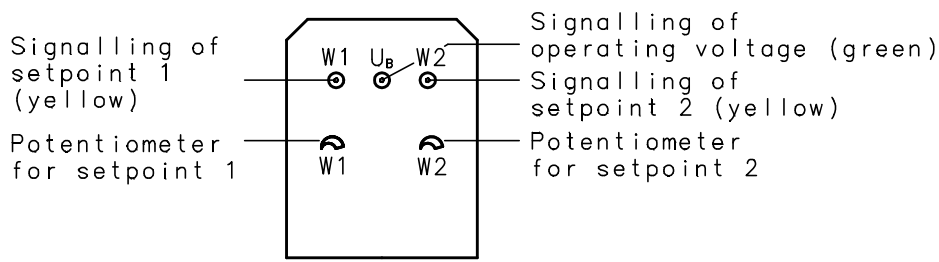 Signalling of
setpoint 1
(yellow)
Potentiometer
for setpoint 1
W1 UB W2
W1 W2
Signalling of
operating voltage (green)
Signalling of
setpoint 2 (yellow)
Potentiometer
for setpoint 2